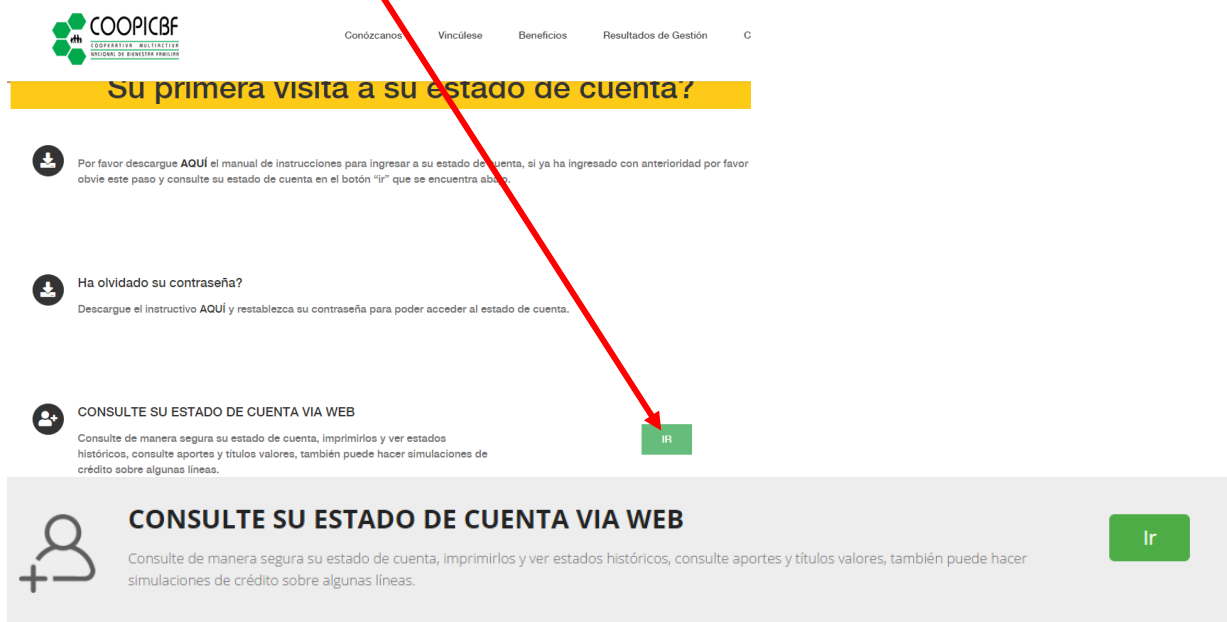 COOPICBF
COOPERATIVA MULTIACTIVA
NACIONAL DE BIENESTAR FAMILIAR
Conózcanos Vincúlese Beneficios Resultados de Gestión C
Su primera visita a su estado de cuenta?
Por favor descargue AQUÍ el manual de instrucciones para ingresar a su estado de cuenta, si ya ha ingresado con anterioridad por favor
obvie este paso y consulte su estado de cuenta en el botón “ir” que se encuentra abajo.
Ha olvidado su contraseña?
Descargue el instructivo AQUÍ y restablezca su contraseña para poder acceder al estado de cuenta.
CONSULTE SU ESTADO DE CUENTA VIA WEB
Consulte de manera segura su estado de cuenta, imprimirlos y ver estados
históricos, consulte aportes y títulos valores, también puede hacer simulaciones de
crédito sobre algunas líneas.
IR
CONSULTE SU ESTADO DE CUENTA VIA WEB
Consulte de manera segura su estado de cuenta, imprimirlos y ver estados históricos, consulte aportes y títulos valores, también puede hacer
simulaciones de crédito sobre algunas líneas.
Ir